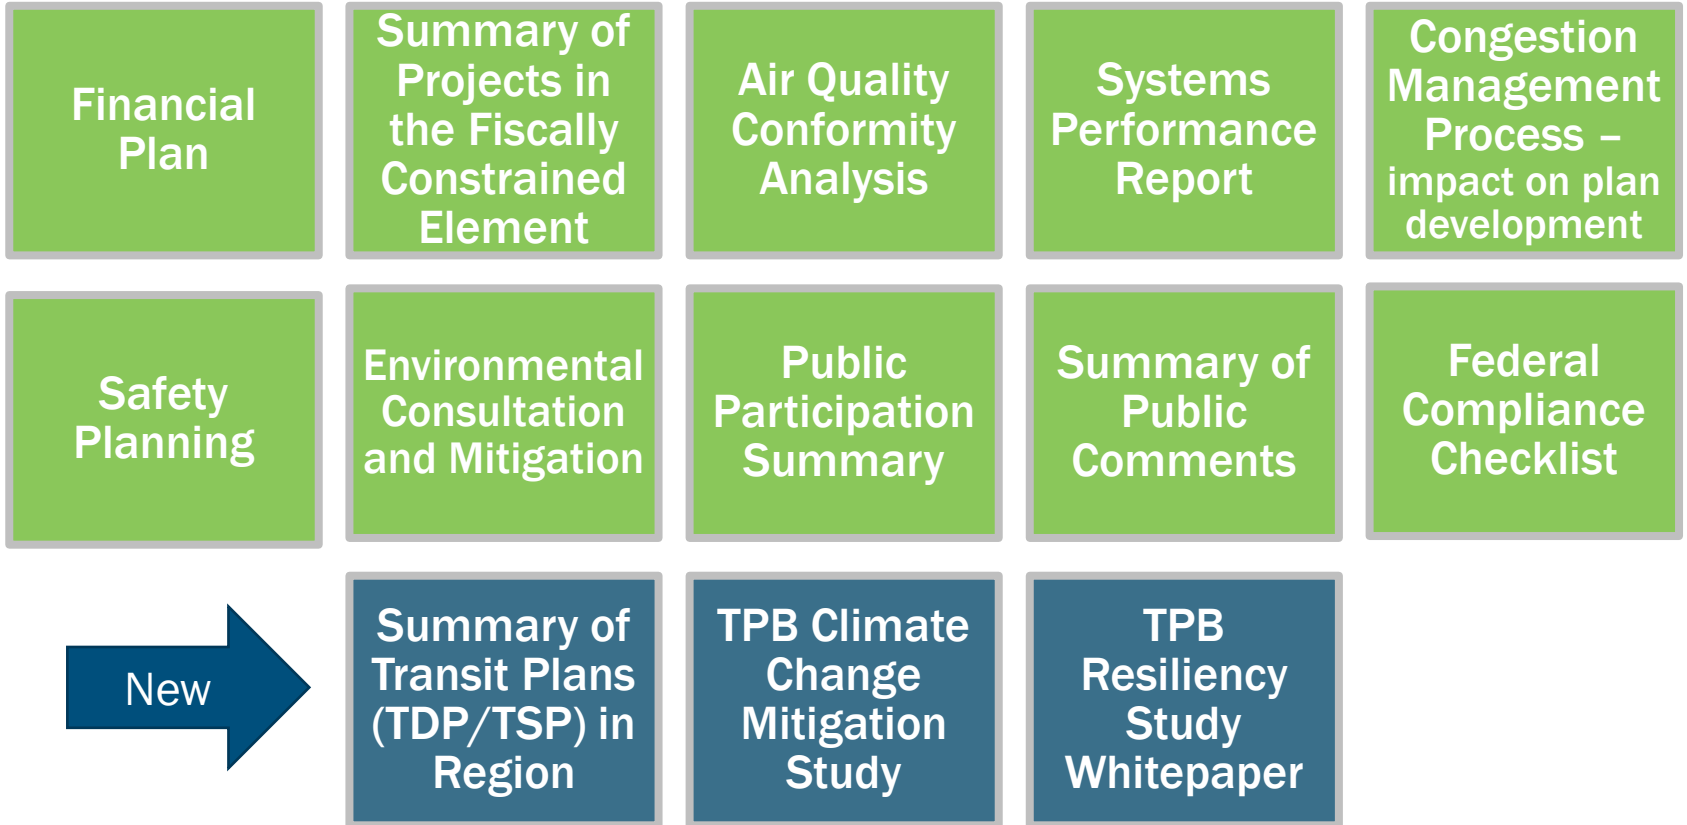 Financial
Plan
Summary of
Projects in
the Fiscally
Constrained
Element
Air Quality
Conformity
Analysis
Systems
Performance
Report
Congestion
Management
Process –
impact on plan
development
Safety
Planning
Environmental
Consultation
and Mitigation
Public
Participation
Summary
Summary of
Public
Comments
Federal
Compliance
Checklist
New
Summary of
Transit Plans
(TDP/TSP) in
Region
TPB Climate
Change
Mitigation
Study
TPB
Resiliency
Study
Whitepaper